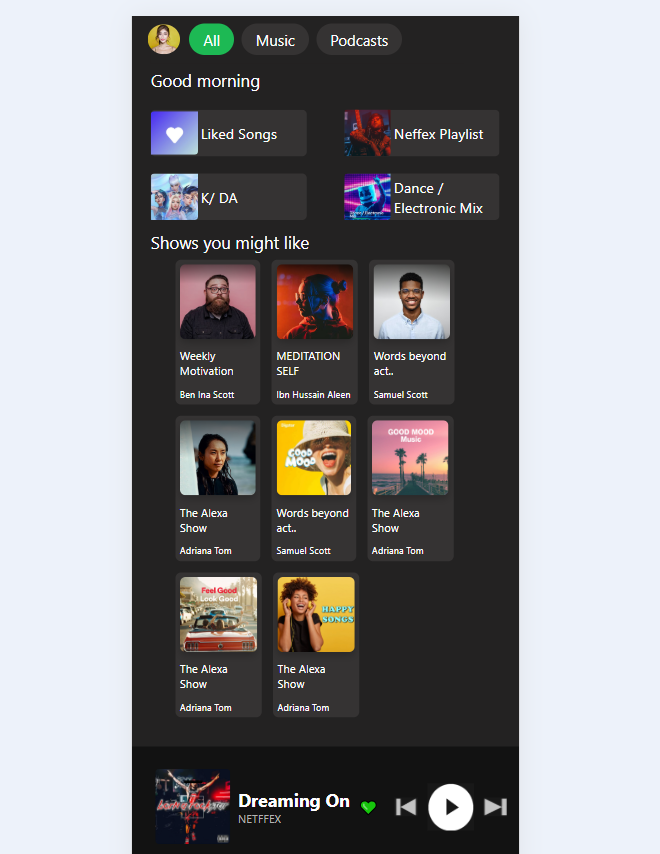 All
Music
Podcasts
Good morning
Liked Songs
Neffex Playlist
K/ DA
Dance /
Electronic Mix
Shows you might like
Weekly
Motivation
Ben Ina Scott
MEDITATION
SELF
Ibn Hussain Aleen
Words beyond
act..
Samuel Scott
GOOD
MOOD
GOOD MOOD
Music
The Alexa
Show
Adriana Tom
Words beyond
act..
Samuel Scott
The Alexa
Show
Adriana Tom
Feel Good
Look Good
HAPPY
SONGS
The Alexa
Show
Adriana Tom
The Alexa
Show
Adriana Tom
Dreaming On
NETFFEX